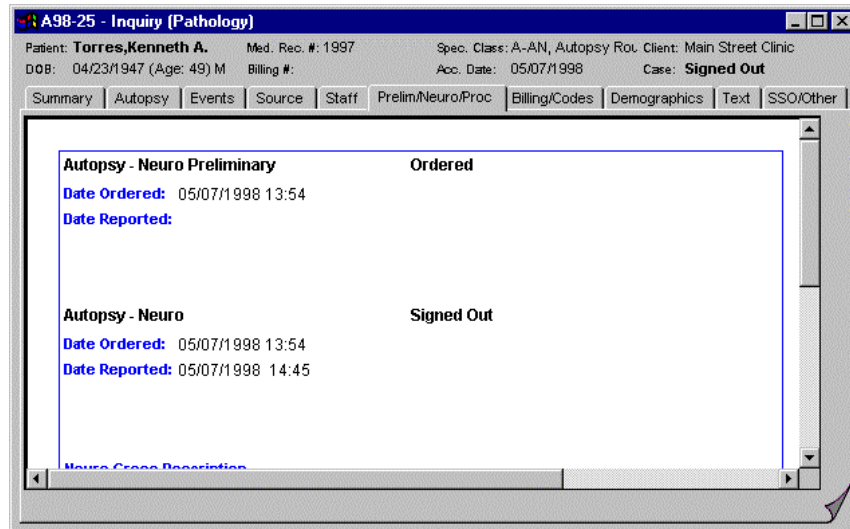 A98-25 - Inquiry (Pathology)
Patient: Torres,Kenneth A. Med. Rec. #: 1997 Spec. Class: A-AN, Autopsy Rou Client: Main Street Clinic
DOB: 04/23/1947 (Age: 49) M Billing #: Acc. Date: 05/07/1998 Case: Signed Out
Summary Autopsy Events Source Staff Prelim/Neuro/Proc Billing/Codes Demographics Text SSO/Other
Autopsy - Neuro Preliminary Ordered
Date Ordered: 05/07/1998 13:54
Date Reported:
Autopsy - Neuro Signed Out
Date Ordered: 05/07/1998 13:54
Date Reported: 05/07/1998 14:45
Neuro Gross Description